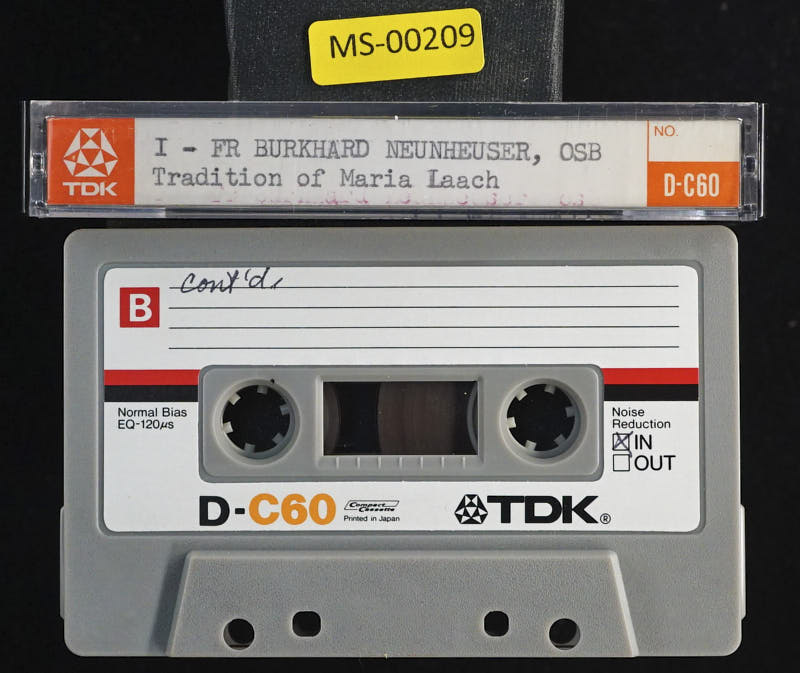 MS-00209
I - FR BURKHARD NEUNHEUSER, OSB
Tradition of Maria Laach
TDK
NO.
D-C60
B
cont'd.
Normal Bias
EQ-120μs
Noise
Reduction
IN
OUT
D-C60
Compact
Cassette
Printed in Japan
TDK®